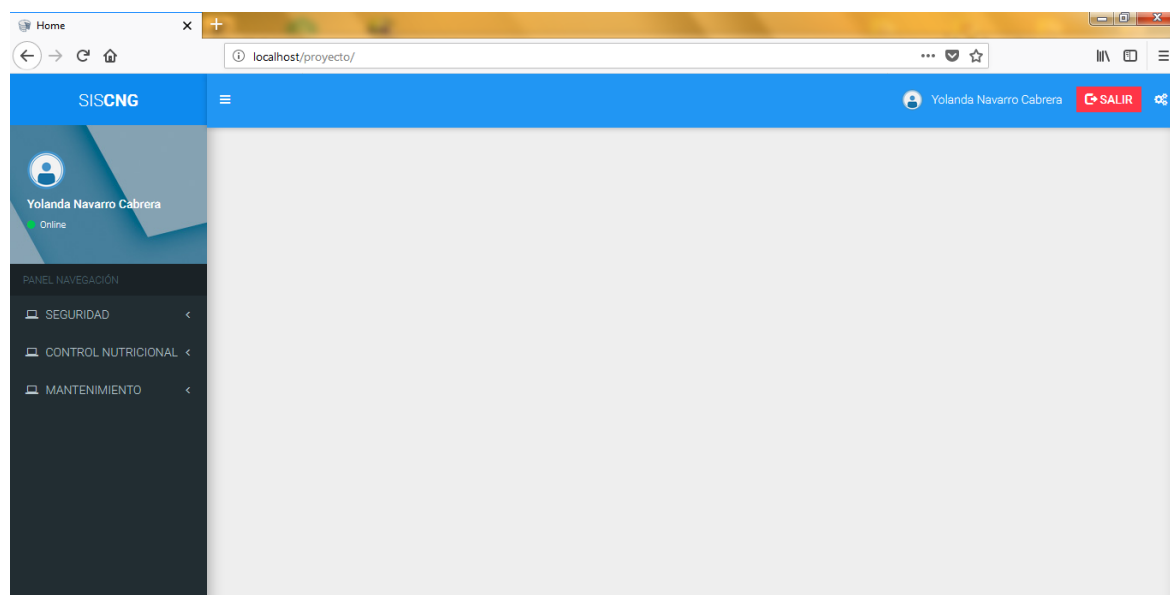 Home
localhost/proyecto/
SISCNG
Yolanda Navarro Cabrera
SALIR
Yolanda Navarro Cabrera
Online
PANEL NAVEGACIÓN
SEGURIDAD
CONTROL NUTRICIONAL
MANTENIMIENTO